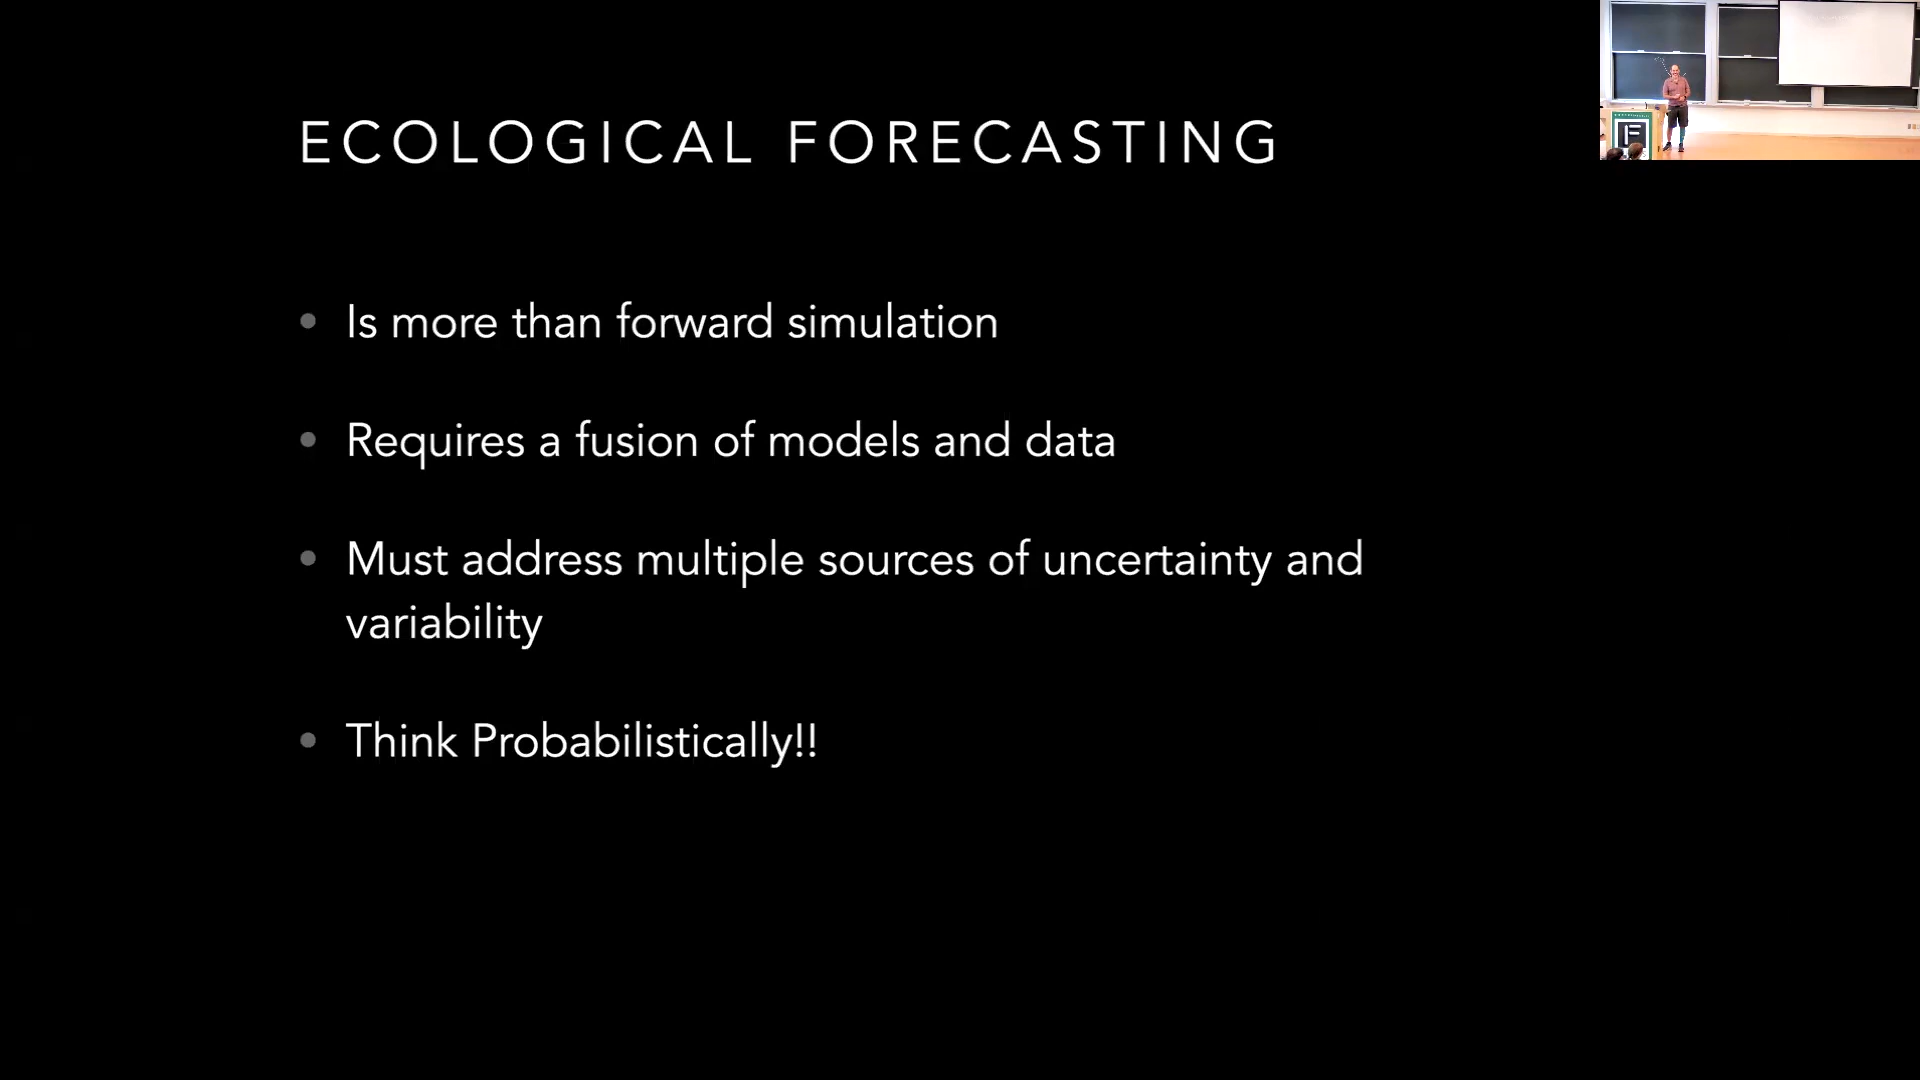 ECOLOGICAL FORECASTING
• Is more than forward simulation
• Requires a fusion of models and data
• Must address multiple sources of uncertainty and
variability
• Think Probabilistically!!